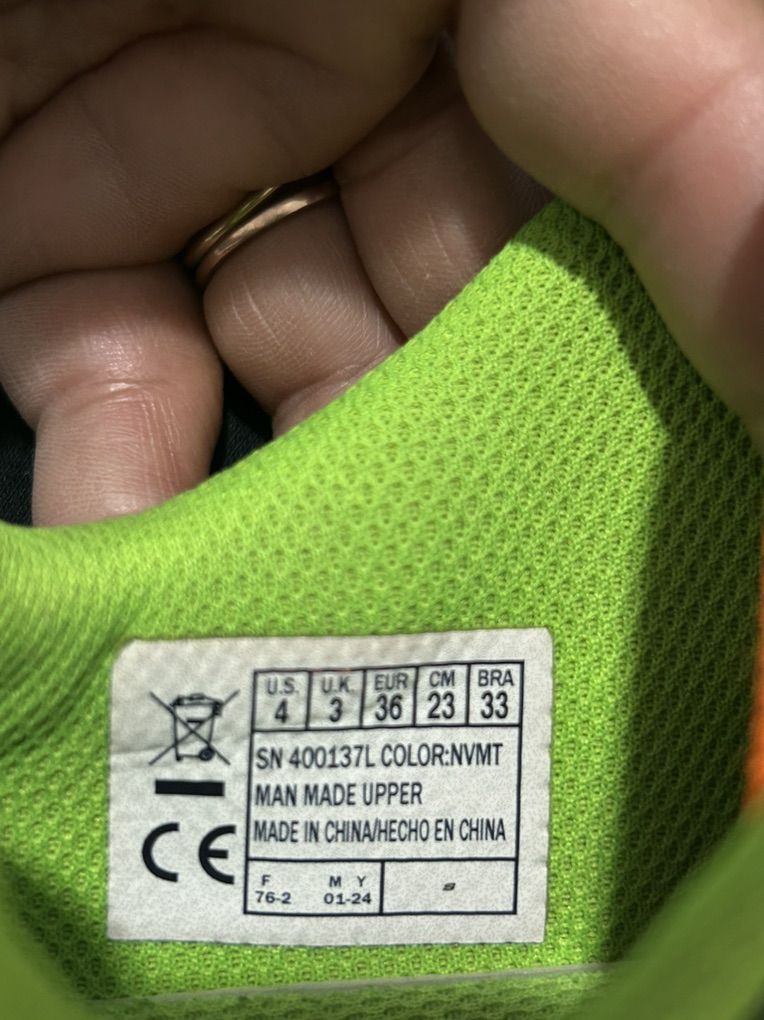 U.S. U.K. EUR CM BRA
4 3 36 23 33
SN 400137L COLOR:NVMT
MAN MADE UPPER
MADE IN CHINA/HECHO EN CHINA
F M Y
76-2 01-24
CE